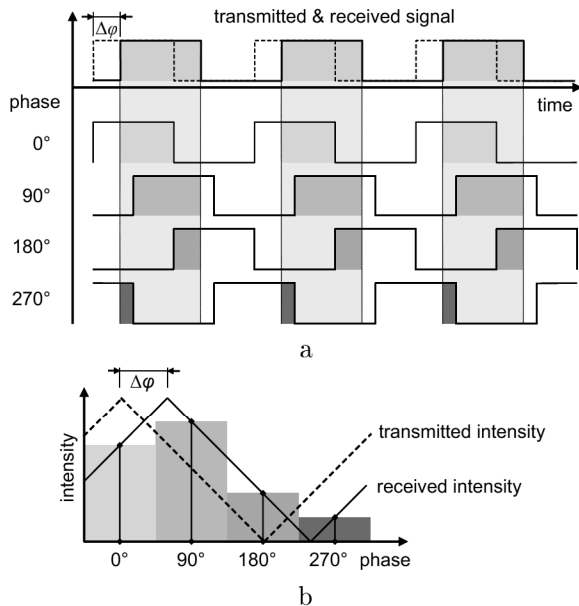 transmitted & received signal
Δφ
time
phase
0°
90°
180°
270°
a
Δφ
intensity
transmitted intensity
received intensity
0° 90° 180° 270° phase
b